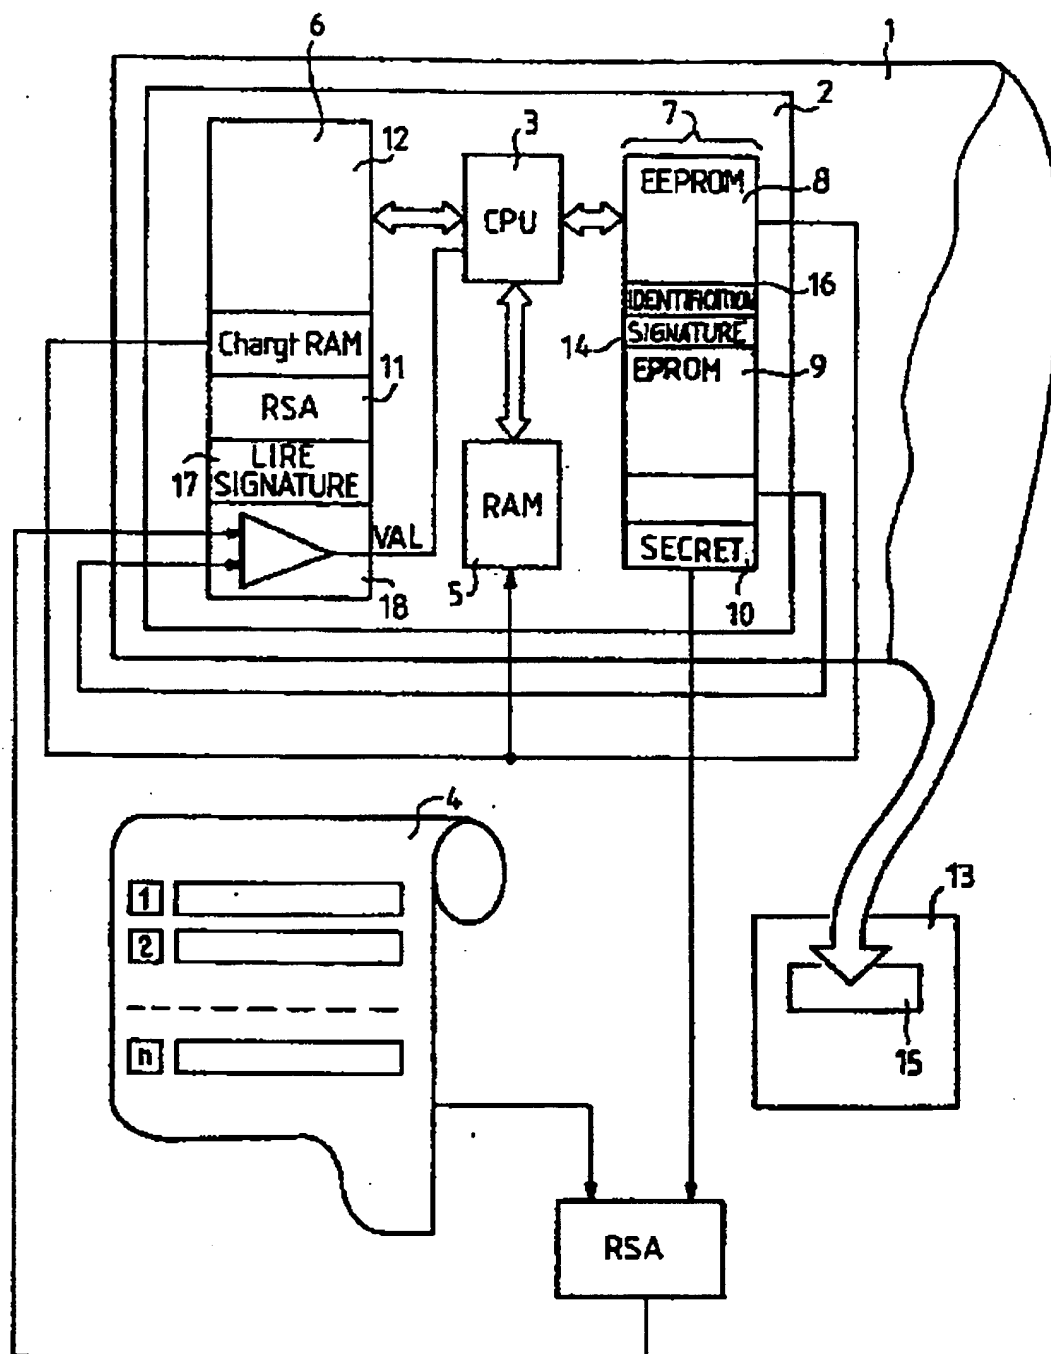 6
1
2
12
3
7
EEPROM
8
CPU
16
IDENTIFICITION
SIGNATURE
14
Chargt RAM
11
EPROM
9
RSA
LIRE
17
SIGNATURE
RAM
VAL
SECRET
5
18
10
4
1
13
2
n
15
RSA